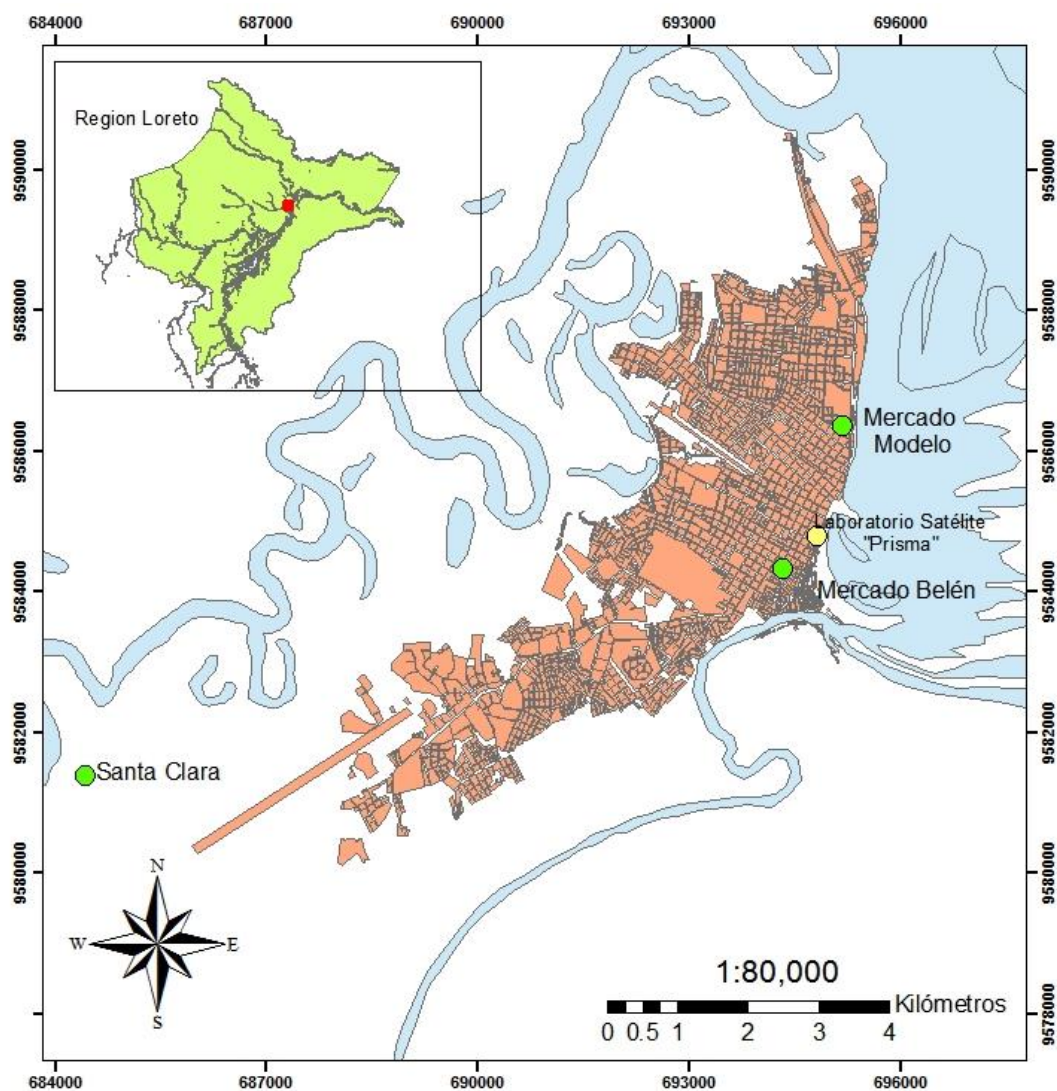 684000 687000 690000 693000 696000
Region Loreto
9590000 9590000
9588000 9588000
Mercado
Modelo
9586000 9586000
Laboratorio Satélite
"Prisma"
9584000 9584000
Mercado Belén
9582000 9582000
Santa Clara
9580000 9580000
N
W E
S
1:80,000
Kilómetros
0 0.5 1 2 3 4
9578000 9578000
684000 687000 690000 693000 696000